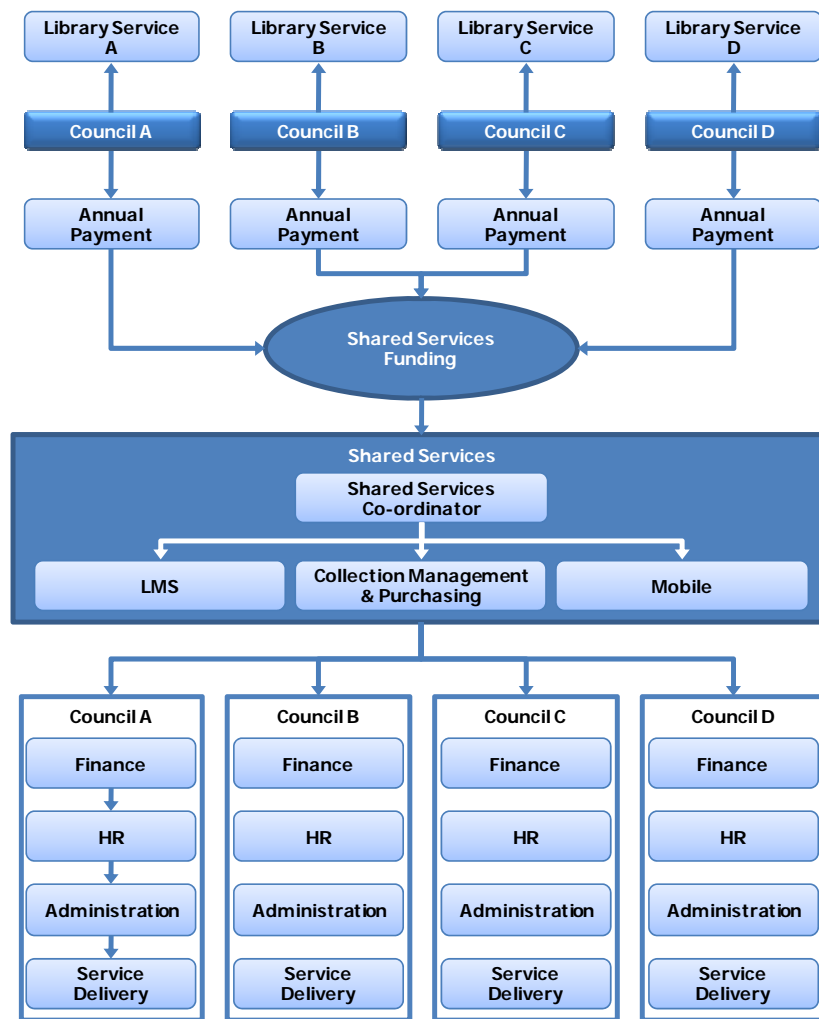 Library Service
A
Library Service
B
Library Service
C
Library Service
D
Council A
Council B
Council C
Council D
Annual
Payment
Annual
Payment
Annual
Payment
Annual
Payment
Shared Services
Funding
Shared Services
Shared Services
Co-ordinator
LMS
Collection Management
& Purchasing
Mobile
Council A
Council B
Council C
Council D
Finance
Finance
Finance
Finance
HR
HR
HR
HR
Administration
Administration
Administration
Administration
Service
Delivery
Service
Delivery
Service
Delivery
Service
Delivery